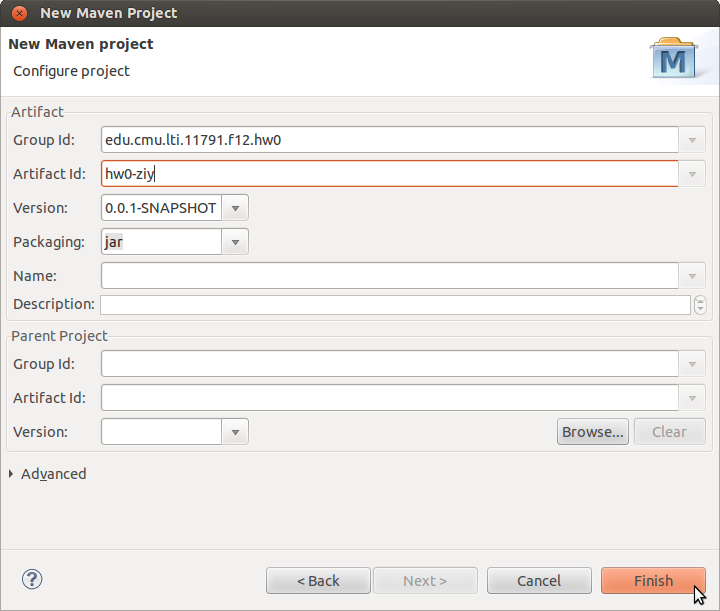 New Maven Project
New Maven project
Configure project
M
Artifact
Group Id: edu.cmu.lti.11791.f12.hw0
Artifact Id: hw0-ziy
Version: 0.0.1-SNAPSHOT
Packaging: jar
Name:
Description:
Parent Project
Group Id:
Artifact Id:
Version: Browse... Clear
Advanced
? < Back Next > Cancel Finish